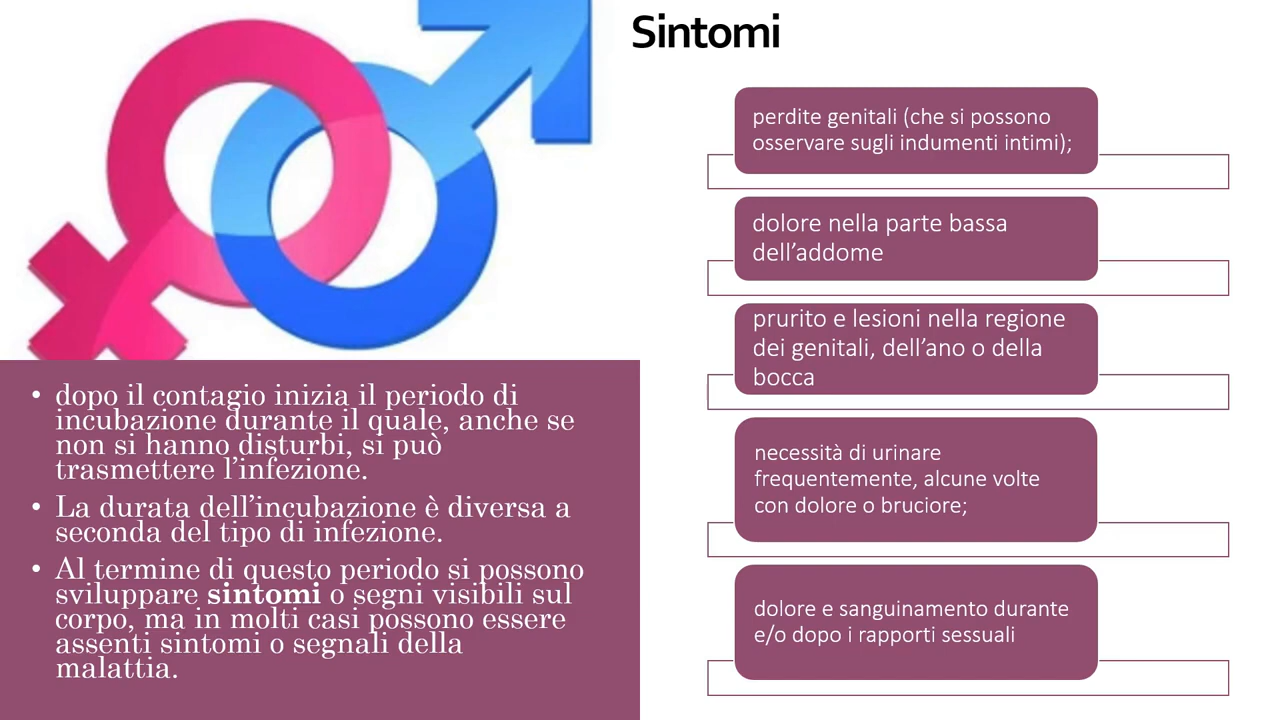 Sintomi
perdite genitali (che si possono
osservare sugli indumenti intimi);
dolore nella parte bassa
dell’addome
prurito e lesioni nella regione
dei genitali, dell’ano o della
bocca
necessità di urinare
frequentemente, alcune volte
con dolore o bruciore;
dolore e sanguinamento durante
e/o dopo i rapporti sessuali
• dopo il contagio inizia il periodo di
incubazione durante il quale, anche se
non si hanno disturbi, si può
trasmettere l’infezione.
• La durata dell’incubazione è diversa a
seconda del tipo di infezione.
• Al termine di questo periodo si possono
sviluppare sintomi o segni visibili sul
corpo, ma in molti casi possono essere
assenti sintomi o segnali della
malattia.